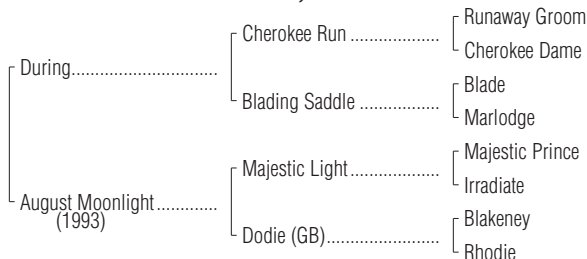 Runaway Groom
Cherokee Run ....................
Cherokee Dame
During.................................
Blade
Blading Saddle ..................
Marlodge
Majestic Prince
Majestic Light.....................
Irradiate
August Moonlight.............
(1993)
Blakeney
Dodie (GB).........................
Rhodie